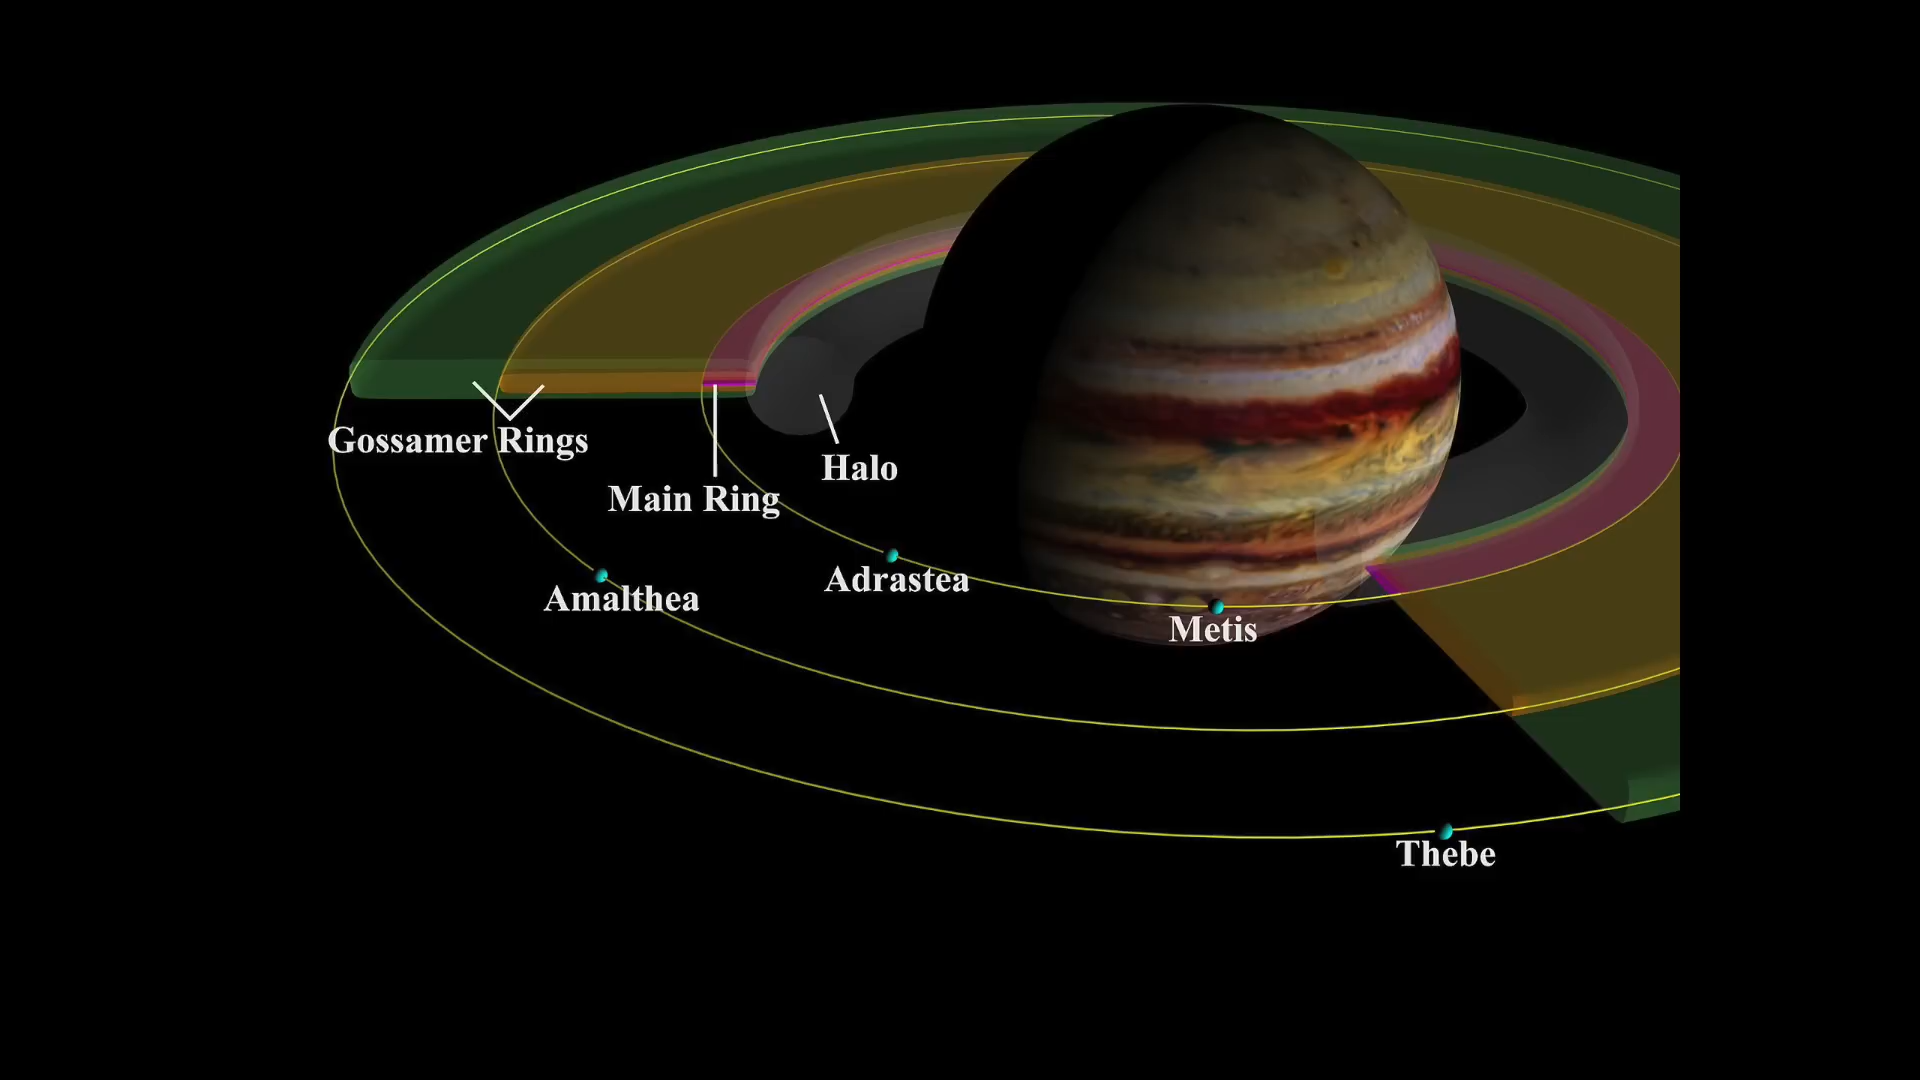 Gossamer Rings
Halo
Main Ring
Adrastea
Amalthea
Metis
Thebe